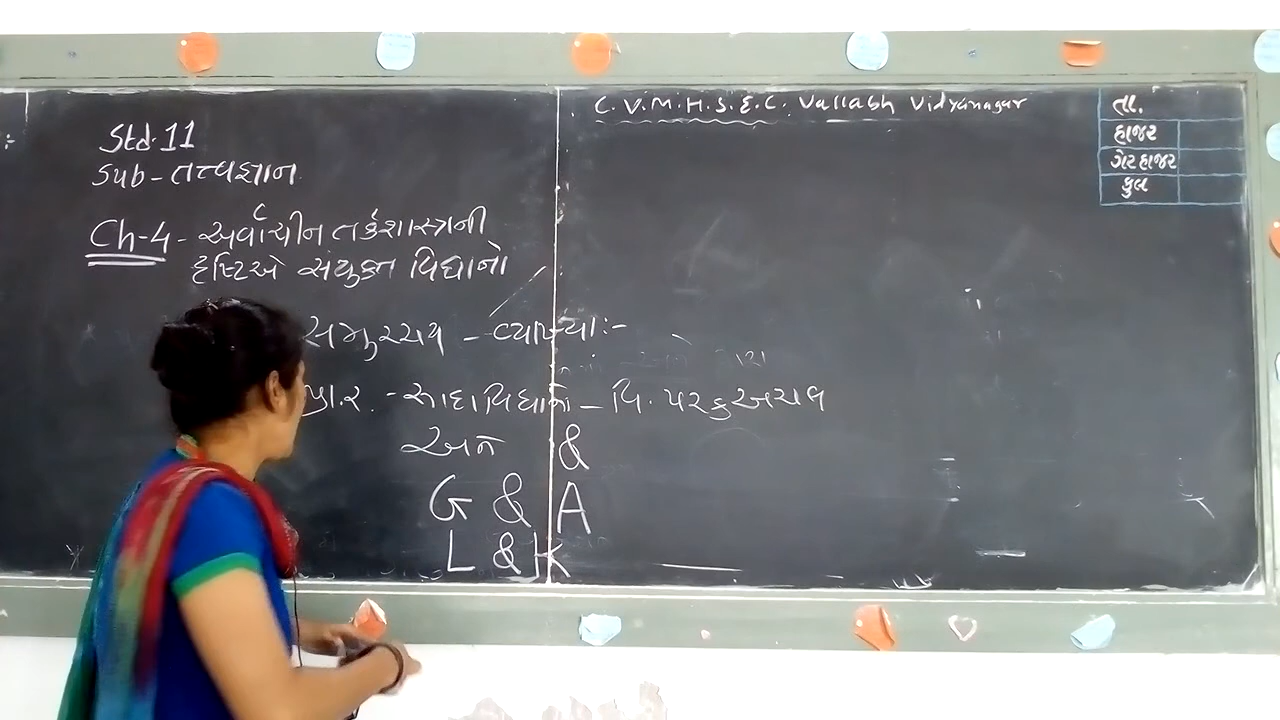 C.V.M.H.S.E.C. Vallabh Vidyanagar
તા.
હાજર
ગેરહાજર
કુલ
Std.11
Sub - તત્વજ્ઞાન
Ch-4 - અર્વાચીન તર્કશાસ્ત્રની
દૃષ્ટિએ સંયુક્ત વિધાનો
સમુચ્ચય - વ્યાખ્યા:-
પ્રા.ર. - સાદા વિધાનો - વિ. પરકુઅચલ
અને &
G & A
L & K